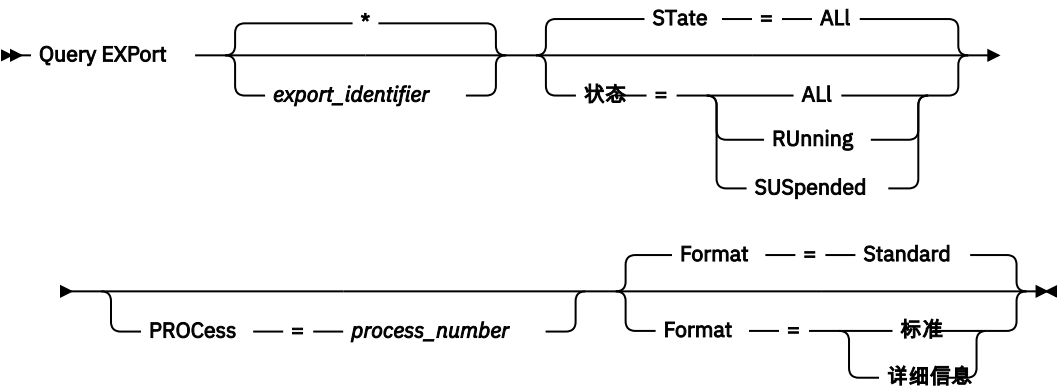 * STate = ALl
Query EXPort
export_identifier 状态 = ALl
RUnning
SUSpended
Format = Standard
PROCess = process_number Format = 标准
详细信息